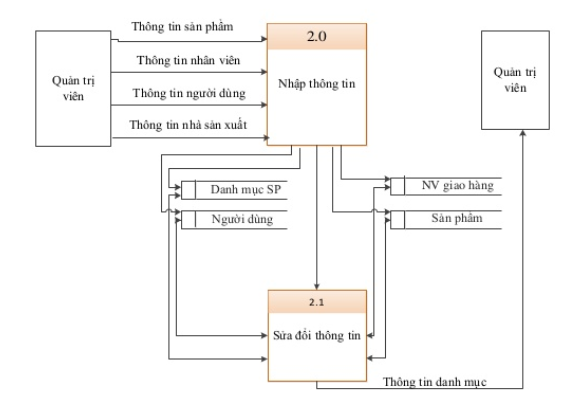 Thông tin sản phẩm
2.0
Thông tin nhân viên
Quản trị
viên
Nhập thông tin
Quản trị
viên
Thông tin người dùng
Thông tin nhà sản xuất
Danh mục SP
NV giao hàng
Người dùng
Sản phẩm
2.1
Sửa đổi thông tin
Thông tin danh mục